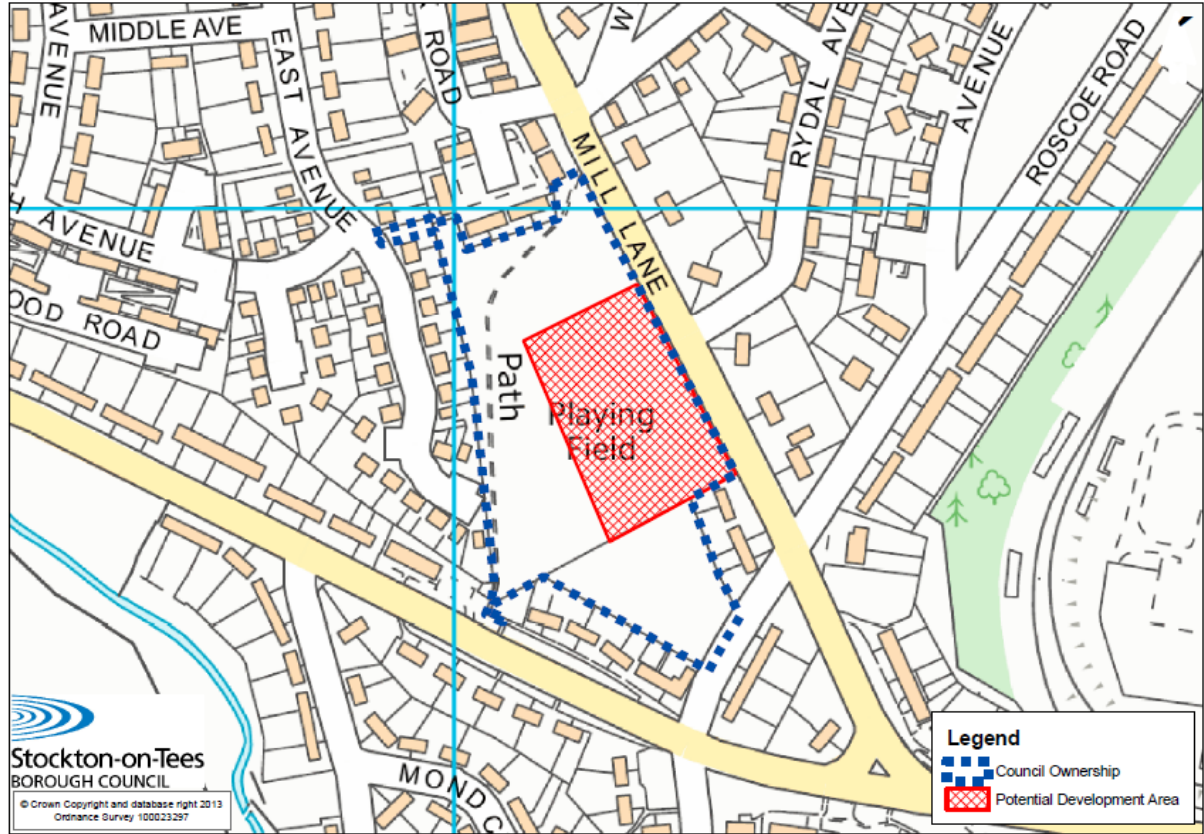 AVENUE
MIDDLE AVE
EAST AVENUE
ROAD
MILL LANE
RYDAL AVE
AVENUE
ROSCOE ROAD
H AVENUE
OOD ROAD
Path
Playing
Field
MOND C
Stockton-on-Tees
BOROUGH COUNCIL
© Crown Copyright and database right 2013
Ordnance Survey 100023297
Legend
Council Ownership
Potential Development Area